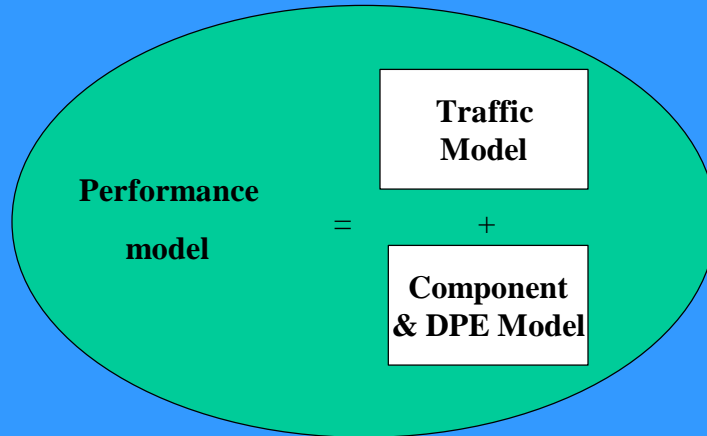 Traffic
Model
Performance
model
=
+
Component
& DPE Model